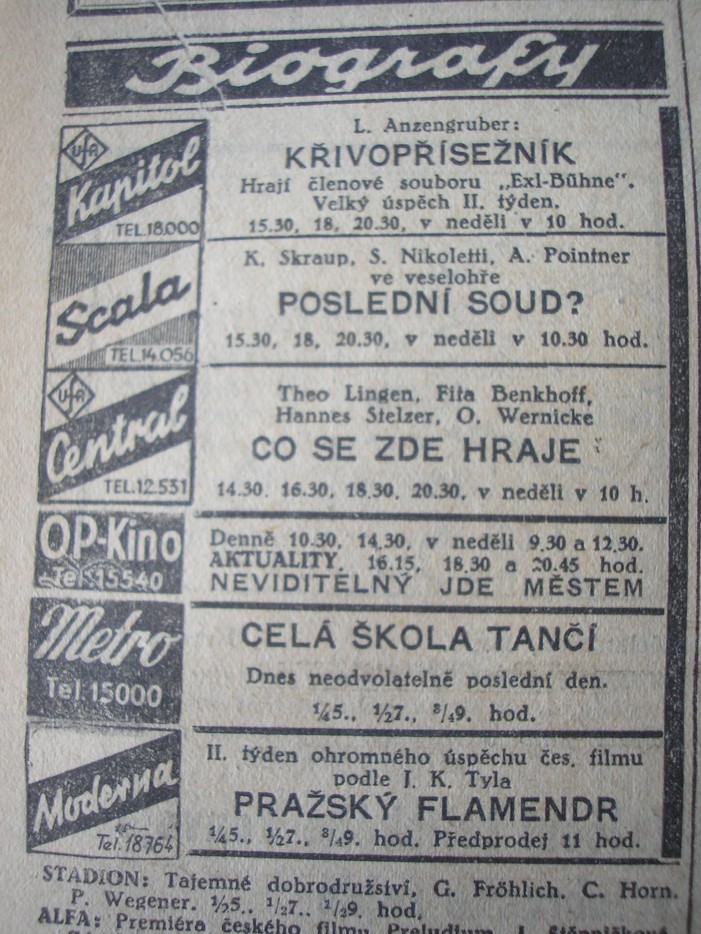 Biografy
UfA
Kapitol
TEL.18.000
L. Anzengruber:
KŘIVOPŘÍSEŽNÍK
Hrají členové souboru „Exl-Bühne".
Velký úspěch II. týden.
15.30, 18, 20.30, v neděli v 10 hod.
Scala
TEL.14.056
K. Skraup, S. Nikoletti, A. Pointner
ve veselohře
POSLEDNÍ SOUD?
15.30, 18, 20.30, v neděli v 10.30 hod.
UfA
Central
TEL.12.531
Theo Lingen, Fita Benkhoff,
Hannes Stelzer, O. Wernicke
CO SE ZDE HRAJE
14.30. 16.30, 18.30, 20.30, v neděli v 10 h.
OP-Kino
Tel.15540
Denně 10.30, 14.30, v neděli 9.30 a 12.30.
AKTUALITY. 16.15, 18.30 a 20.45 hod.
NEVIDITELNÝ JDE MĚSTEM
Metro
Tel.15000
CELÁ ŠKOLA TANČÍ
Dnes neodvolatelně poslední den.
¼5., ½7., ¾9. hod.
Moderna
Tel.18764
II. týden ohromného úspěchu čes. filmu
podle J. K. Tyla
PRAŽSKÝ FLAMENDR
¼5., ½7., ¾9. hod. Předprodej 11 hod.
STADION: Tajemné dobrodružství, G. Fröhlich, C. Horn.
P. Wegener. ½5.. ½7.. ½9. hod.
ALFA: Premiéra českého filmu Preludium J. Štěpničková